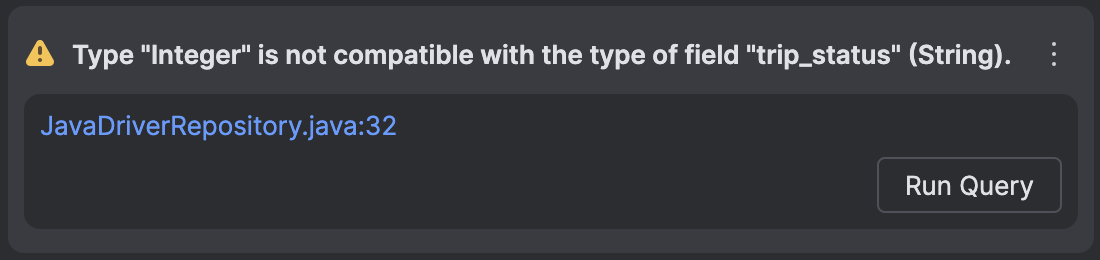 Type "Integer" is not compatible with the type of field "trip_status" (String).
JavaDriverRepository.java:32
Run Query